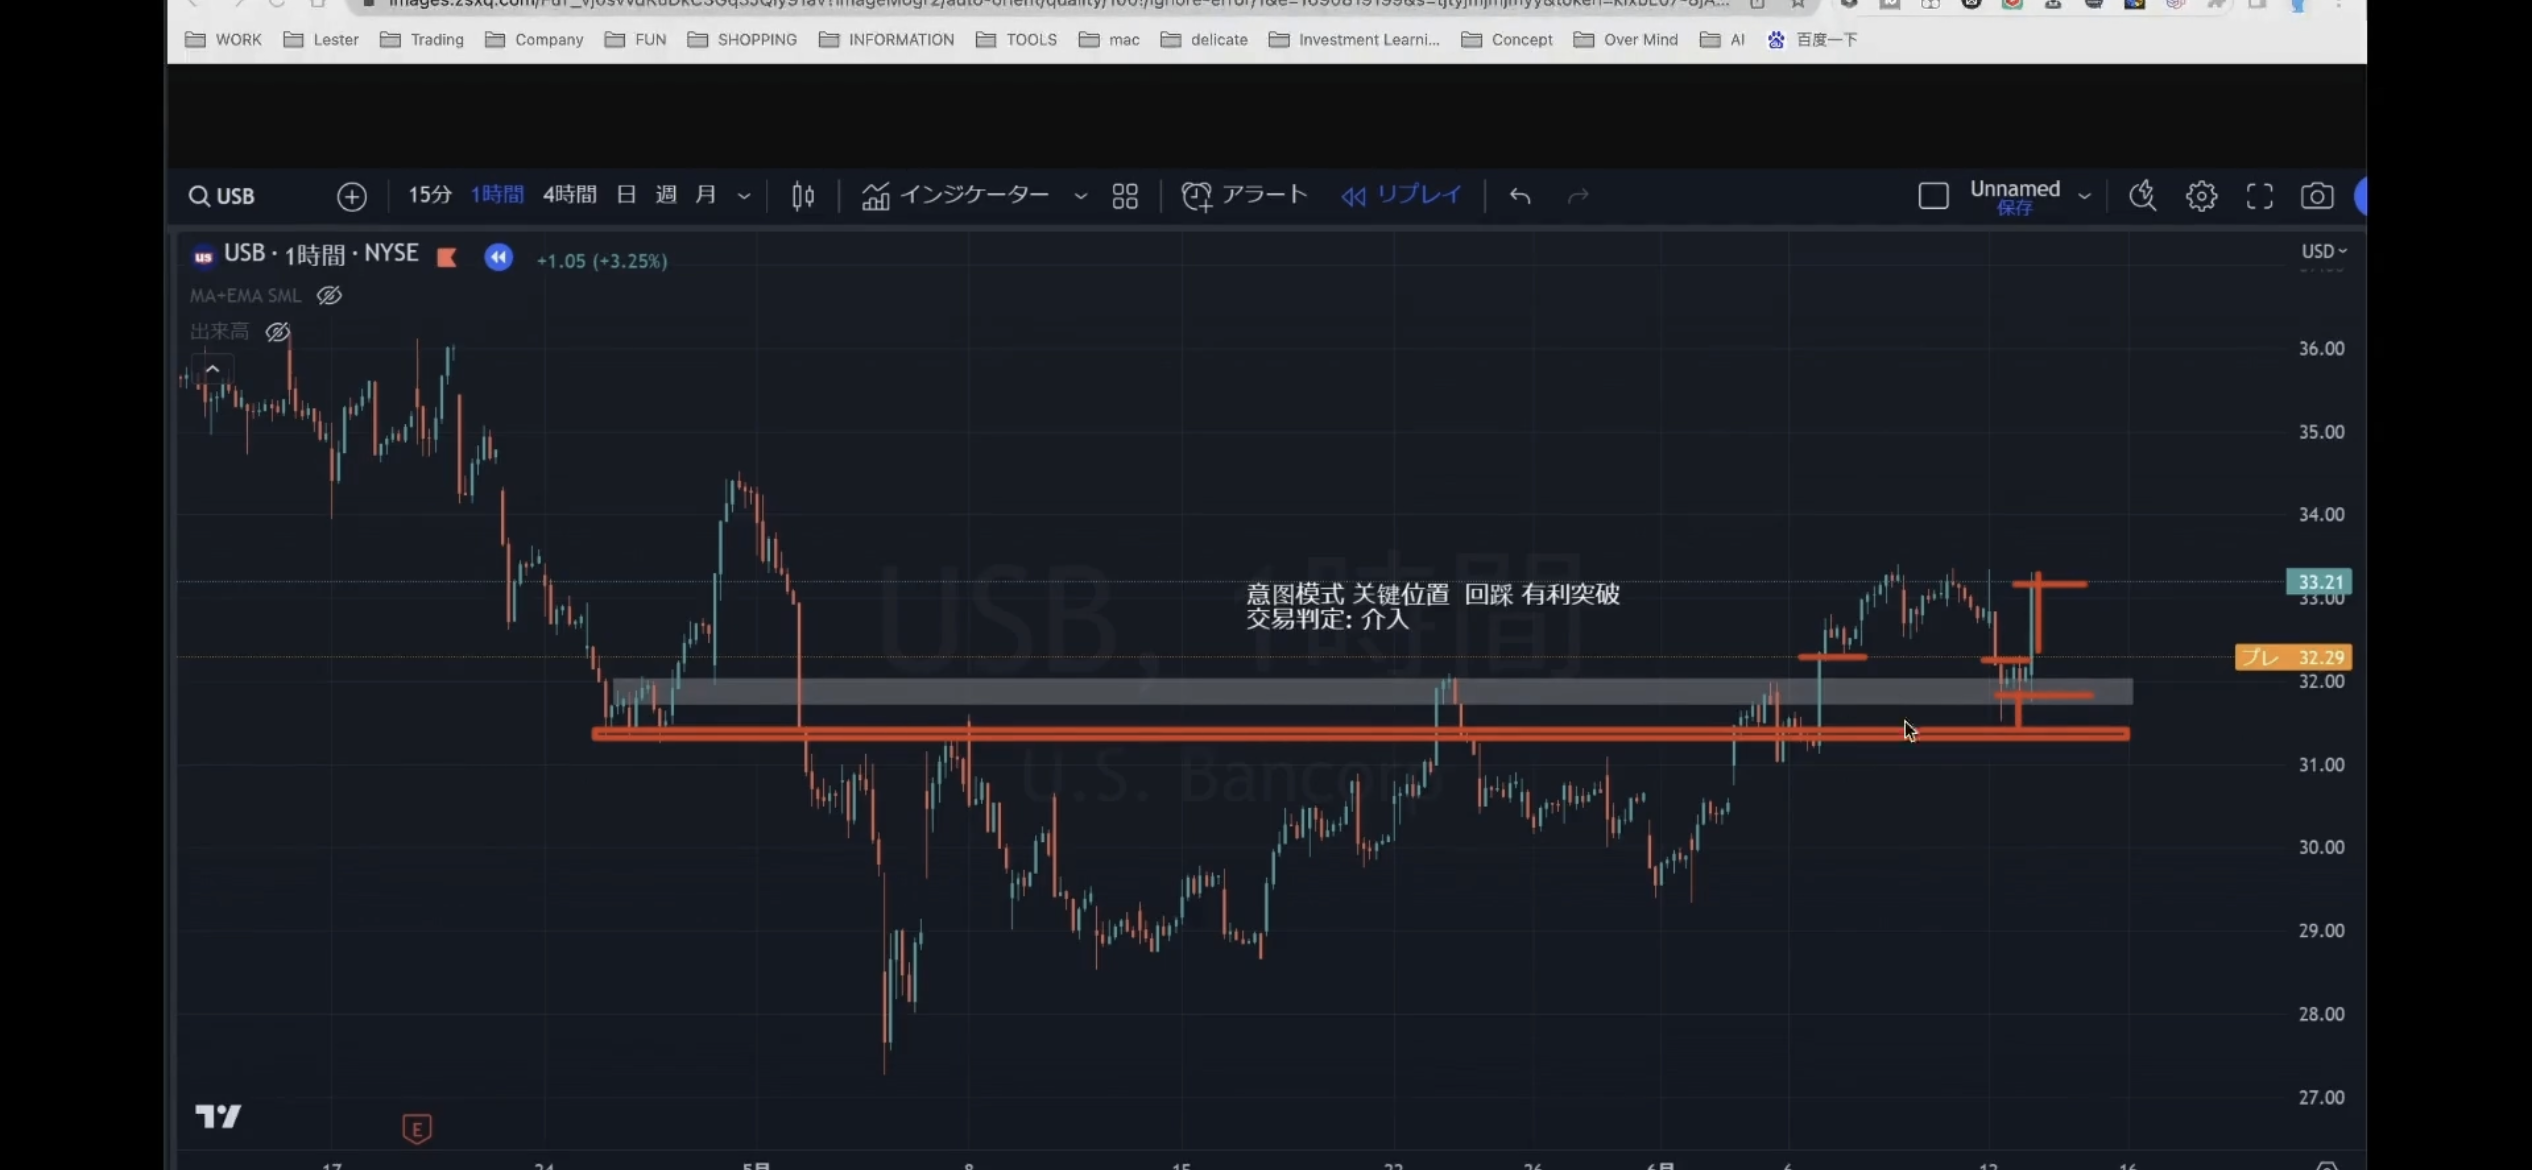 WORK Lester Trading Company FUN SHOPPING INFORMATION TOOLS mac delicate Investment Learni... Concept Over Mind AI 百度一下
USB 15分 1時間 4時間 日 週 月 インジケーター アラート リプレイ Unnamed
保存
USB · 1時間 · NYSE +1.05 (+3.25%) USD
MA+EMA SML
出来高
36.00
35.00
34.00
33.21
33.00
意图模式 关键位置 回踩 有利突破
交易判定: 介入
USB, 1時間
プレ 32.29
32.00
U.S. Bancorp
31.00
30.00
29.00
28.00
27.00
E